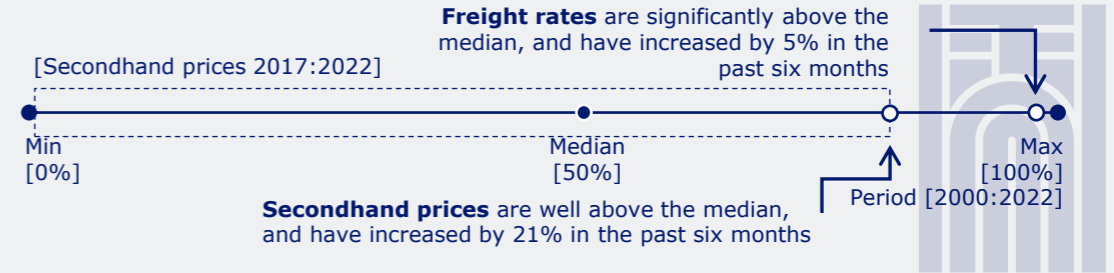 Freight rates are significantly above the
median, and have increased by 5% in the
past six months
[Secondhand prices 2017:2022]
Min
[0%]
Median
[50%]
Max
[100%]
Period [2000:2022]
Secondhand prices are well above the median,
and have increased by 21% in the past six months